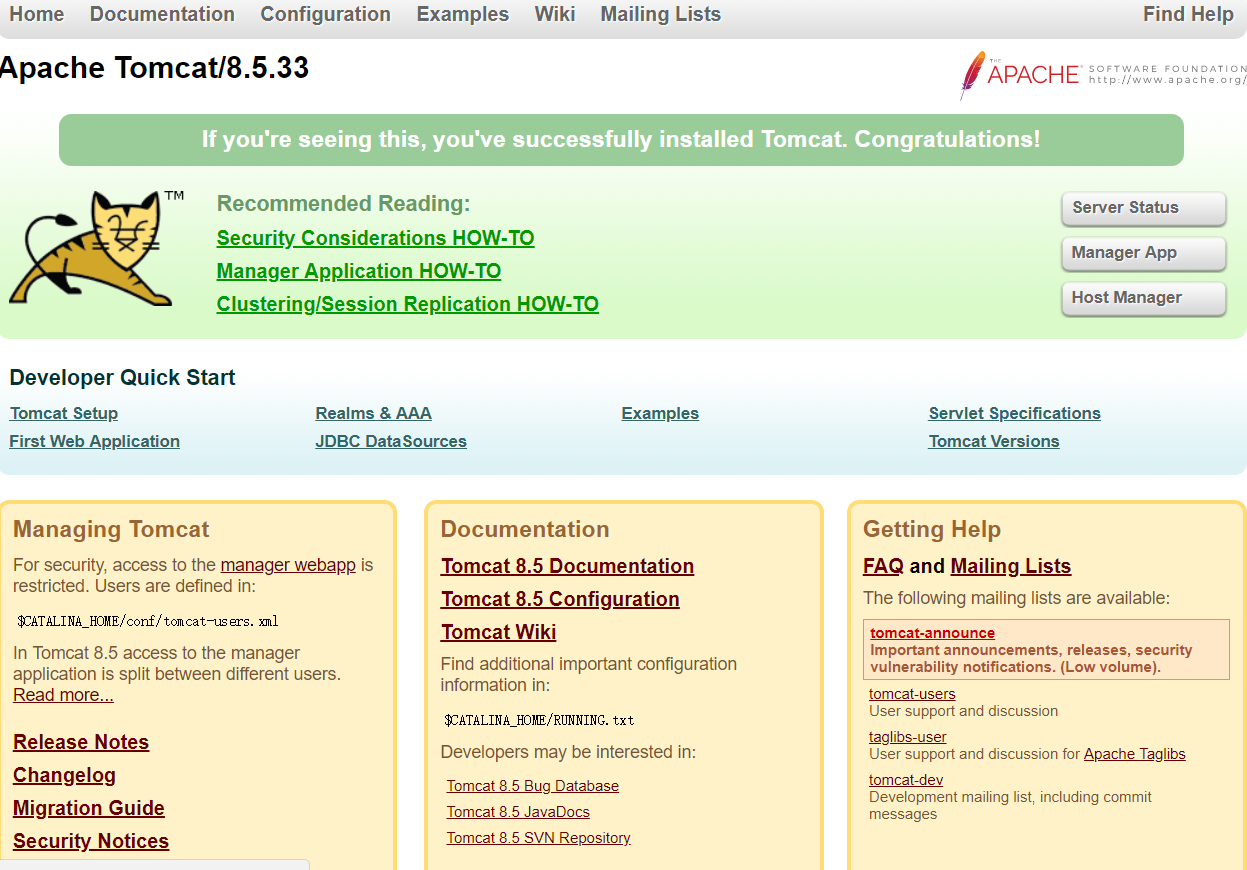 Home Documentation Configuration Examples Wiki Mailing Lists Find Help
Apache Tomcat/8.5.33
THE
APACHE®
SOFTWARE FOUNDATION
http://www.apache.org/
If you're seeing this, you've successfully installed Tomcat. Congratulations!
TM
Recommended Reading:
Security Considerations HOW-TO
Manager Application HOW-TO
Clustering/Session Replication HOW-TO
Server Status
Manager App
Host Manager
Developer Quick Start
Tomcat Setup
First Web Application
Realms & AAA
JDBC DataSources
Examples
Servlet Specifications
Tomcat Versions
Managing Tomcat
For security, access to the manager webapp is
restricted. Users are defined in:
$CATALINA_HOME/conf/tomcat-users.xml
In Tomcat 8.5 access to the manager
application is split between different users.
Read more...
Release Notes
Changelog
Migration Guide
Security Notices
Documentation
Tomcat 8.5 Documentation
Tomcat 8.5 Configuration
Tomcat Wiki
Find additional important configuration
information in:
$CATALINA_HOME/RUNNING.txt
Developers may be interested in:
Tomcat 8.5 Bug Database
Tomcat 8.5 JavaDocs
Tomcat 8.5 SVN Repository
Getting Help
FAQ and Mailing Lists
The following mailing lists are available:
tomcat-announce
Important announcements, releases, security
vulnerability notifications. (Low volume).
tomcat-users
User support and discussion
taglibs-user
User support and discussion for Apache Taglibs
tomcat-dev
Development mailing list, including commit
messages